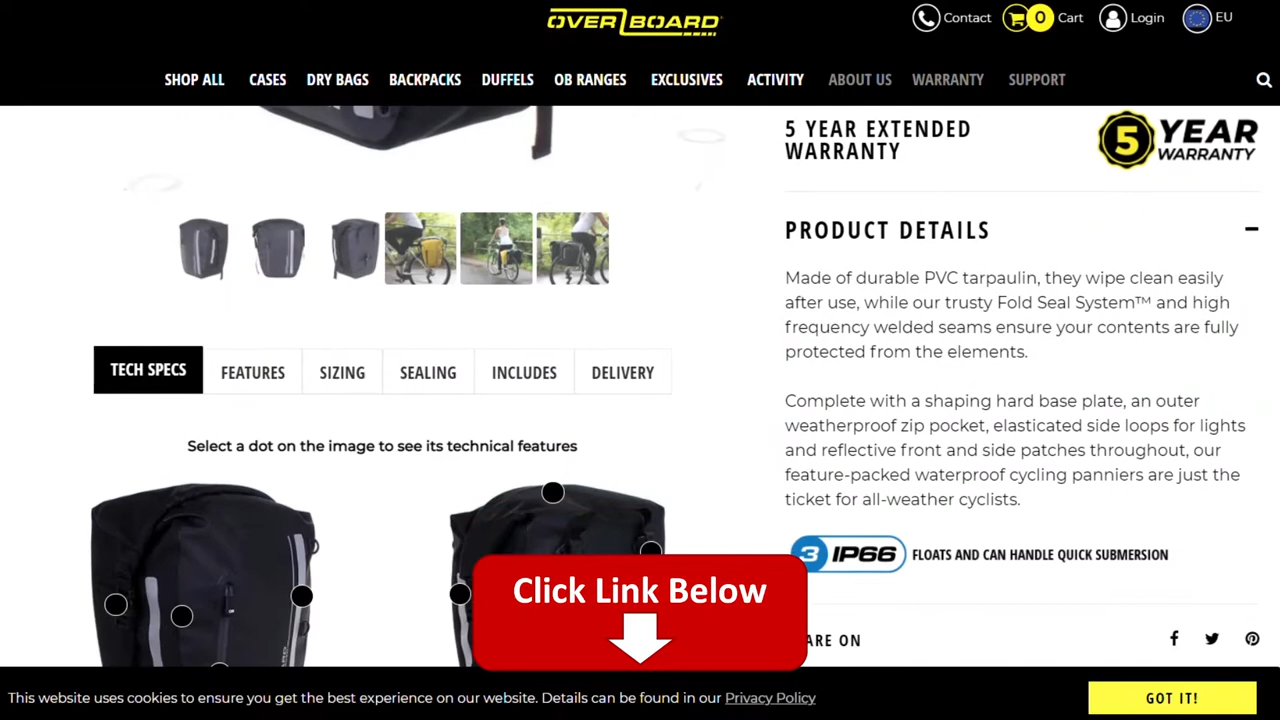 OVERBOARD
Contact
0 Cart
Login
EU
SHOP ALL CASES DRY BAGS BACKPACKS DUFFELS OB RANGES EXCLUSIVES ACTIVITY ABOUT US WARRANTY SUPPORT
5 YEAR EXTENDED
WARRANTY
5 YEAR
WARRANTY
PRODUCT DETAILS
Made of durable PVC tarpaulin, they wipe clean easily
after use, while our trusty Fold Seal System™ and high
frequency welded seams ensure your contents are fully
protected from the elements.
Complete with a shaping hard base plate, an outer
weatherproof zip pocket, elasticated side loops for lights
and reflective front and side patches throughout, our
feature-packed waterproof cycling panniers are just the
ticket for all-weather cyclists.
3 IP66 FLOATS AND CAN HANDLE QUICK SUBMERSION
ARE ON
TECH SPECS FEATURES SIZING SEALING INCLUDES DELIVERY
Select a dot on the image to see its technical features
Click Link Below
This website uses cookies to ensure you get the best experience on our website. Details can be found in our Privacy Policy
GOT IT!